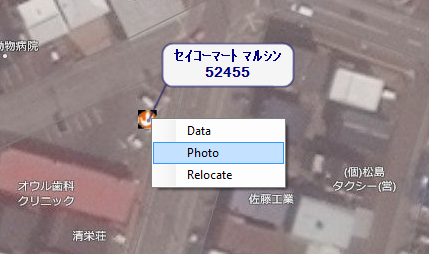 動物病院
セイコーマート マルシン
52455
Data
Photo
Relocate
オウル歯科
クリニック
(個)松島
タクシー(営)
佐藤工業
清栄荘